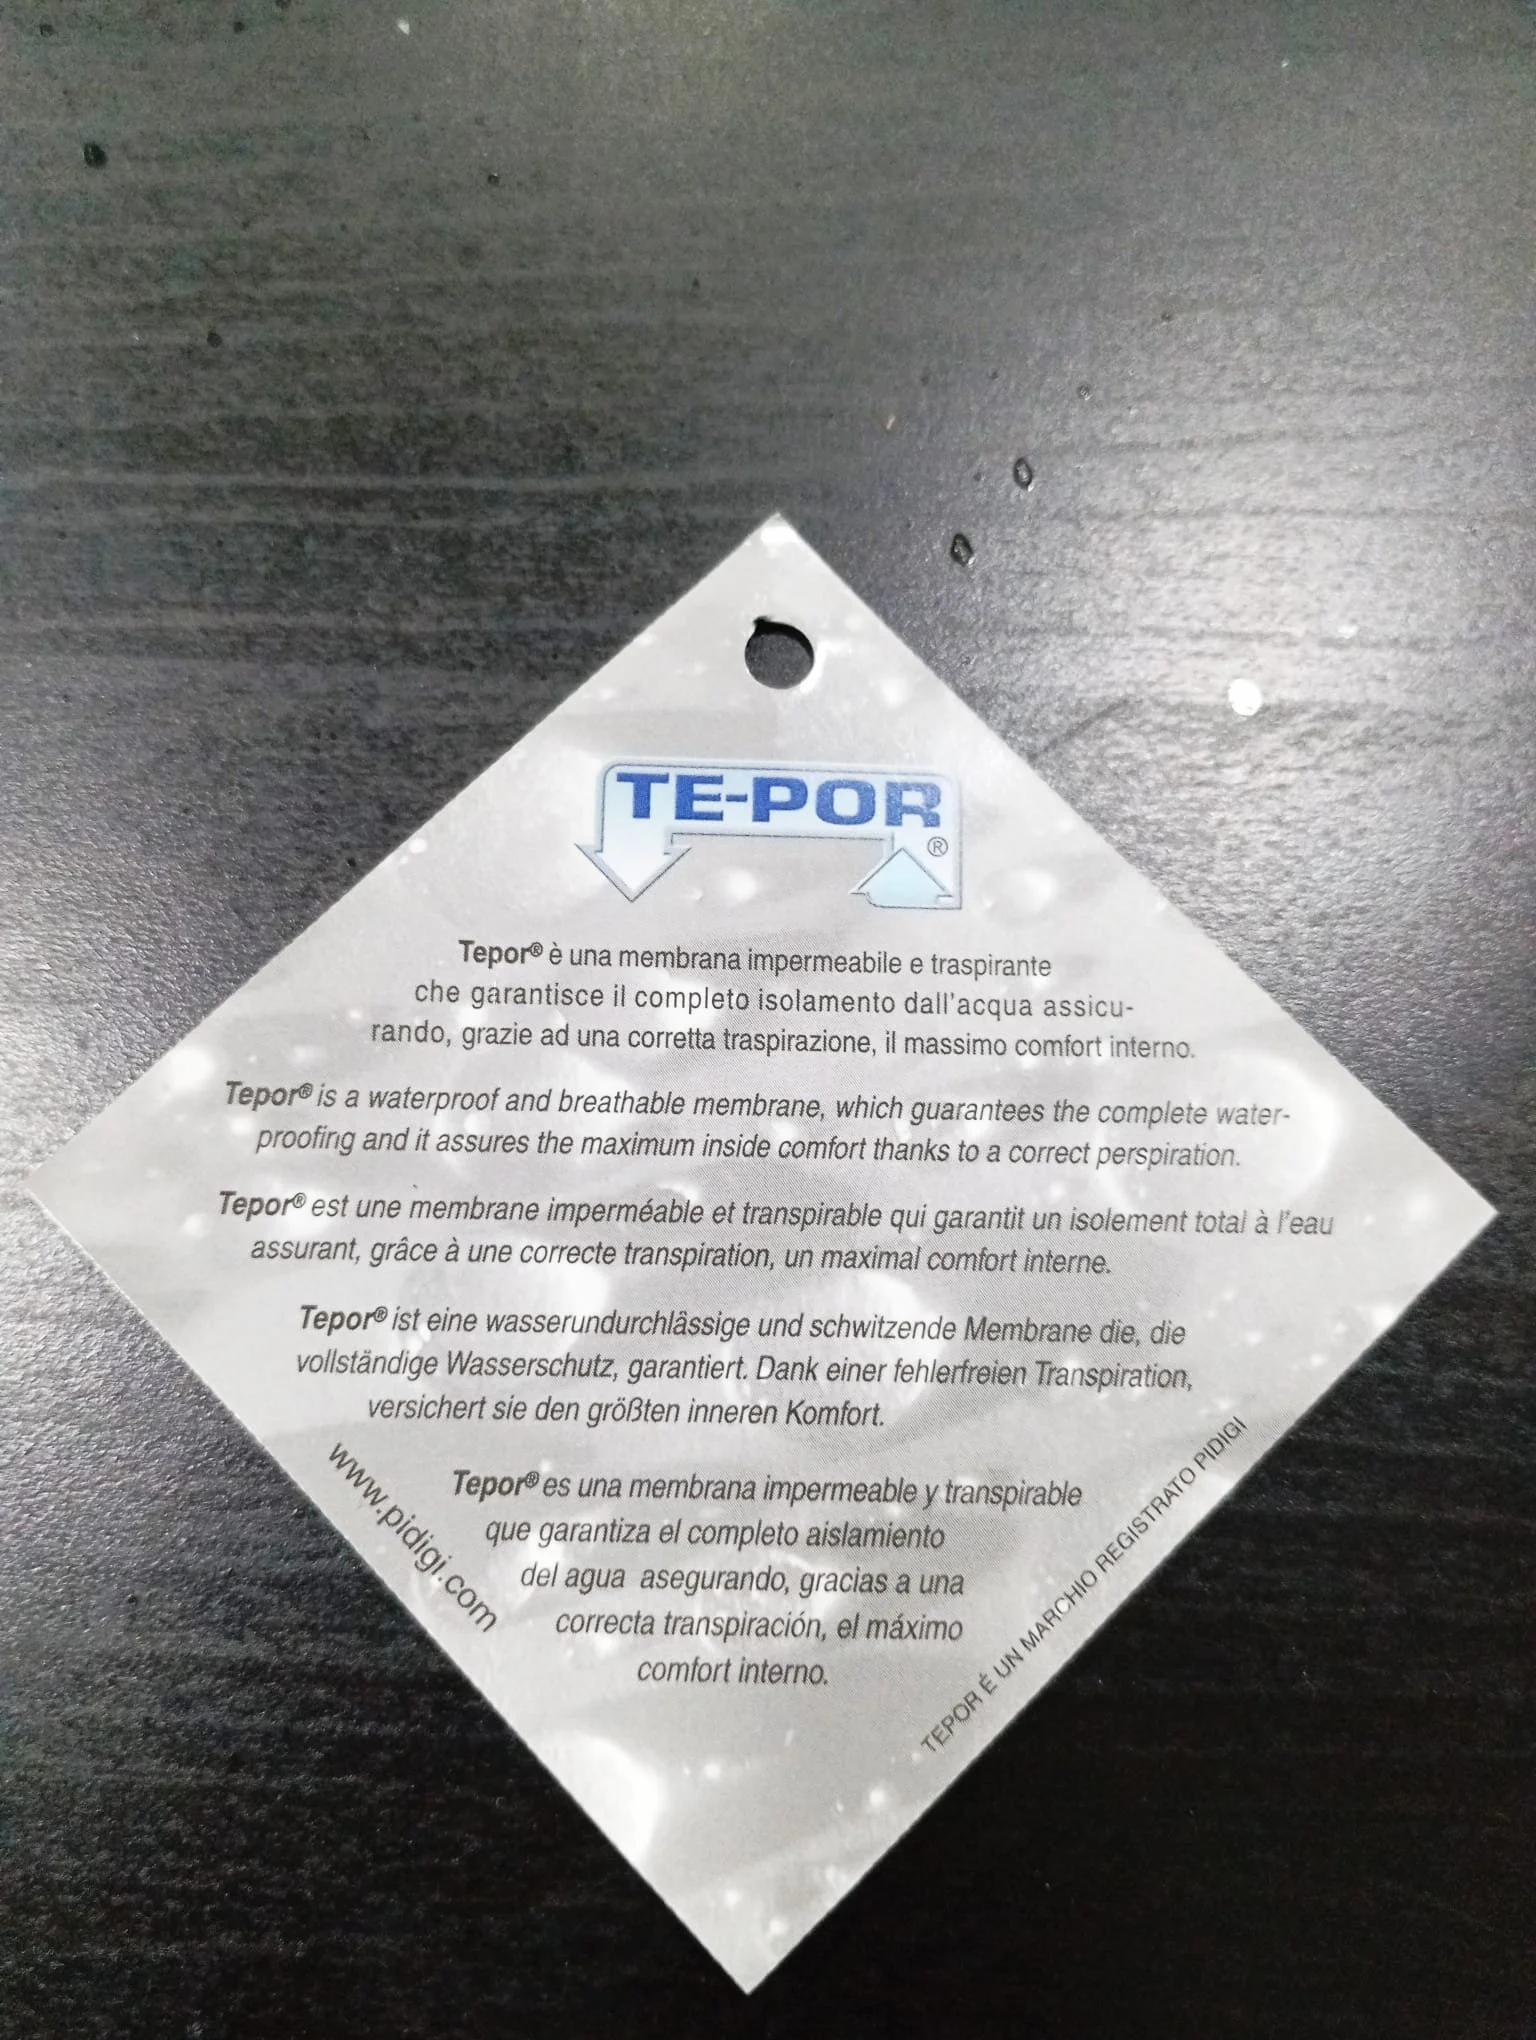 TE-POR
®
Tepor® è una membrana impermeabile e traspirante
che garantisce il completo isolamento dall'acqua assicu-
rando, grazie ad una corretta traspirazione, il massimo comfort interno.
Tepor® is a waterproof and breathable membrane, which guarantees the complete water-
proofing and it assures the maximum inside comfort thanks to a correct perspiration.
Tepor® est une membrane imperméable et transpirable qui garantit un isolement total à l'eau
assurant, grâce à une correcte transpiration, un maximal comfort interne.
Tepor® ist eine wasserundurchlässige und schwitzende Membrane die, die
vollständige Wasserschutz, garantiert. Dank einer fehlerfreien Transpiration,
versichert sie den größten inneren Komfort.
Tepor® es una membrana impermeable y transpirable
que garantiza el completo aislamiento
del agua asegurando, gracias a una
correcta transpiración, el máximo
comfort interno.
www.pidigi.com
TEPOR É UN MARCHIO REGISTRATO PIDIGI